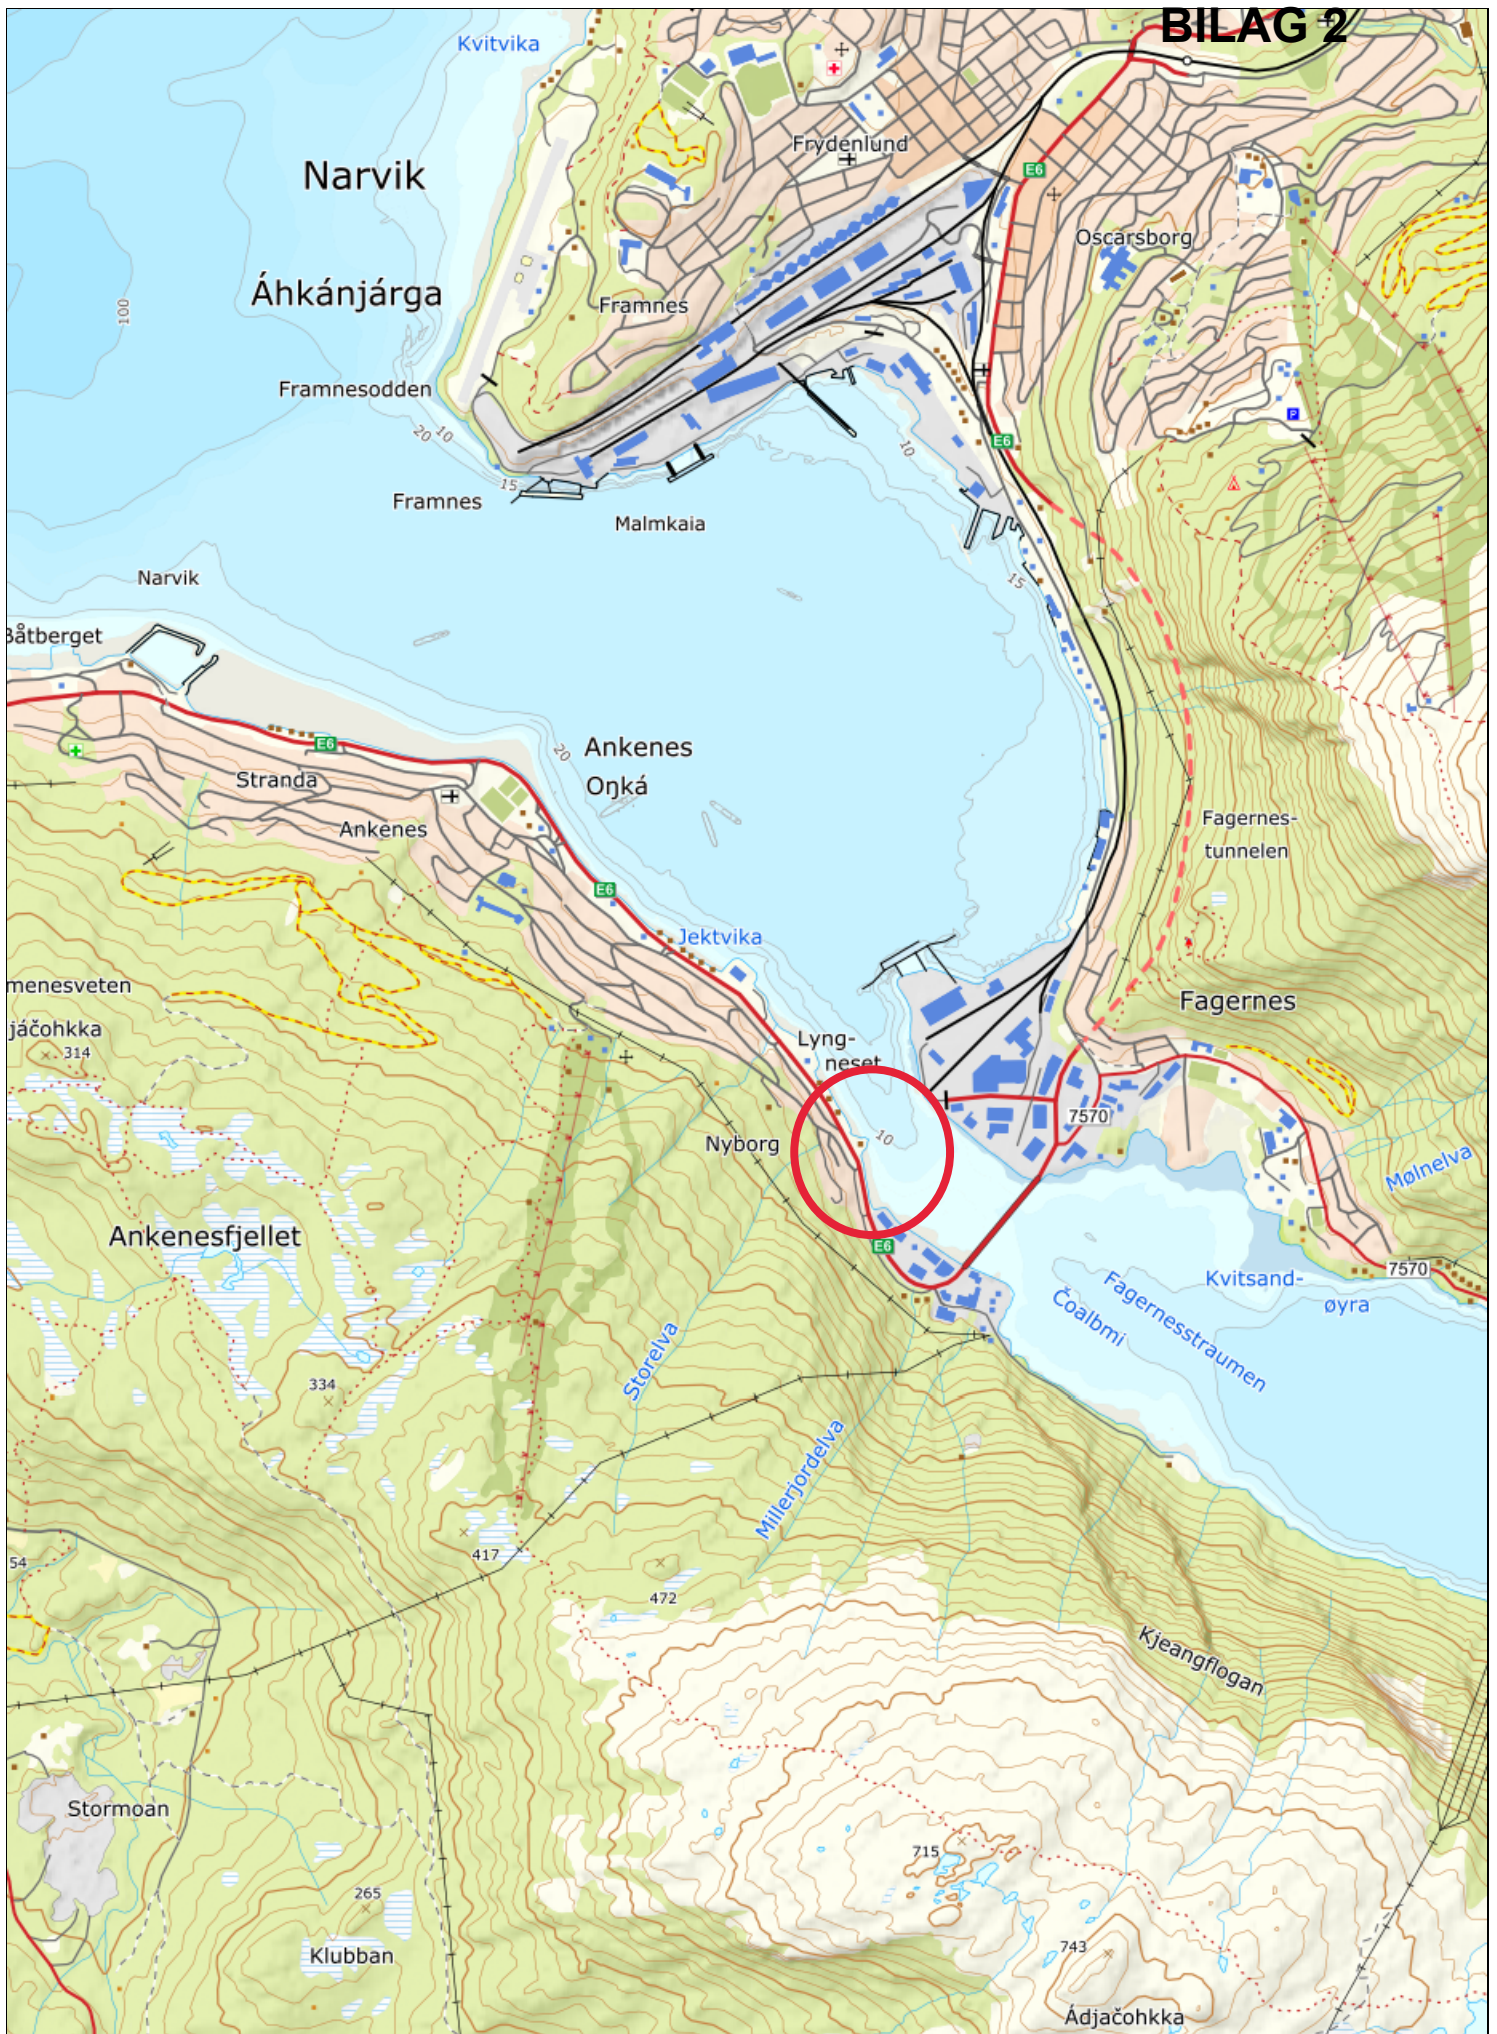 BILAG 2
Kvitvika
Frydenlund
Narvik
E6
Oscarsborg
Áhkánjárga
Framnes
100
Framnesodden
P
20
10
10
E6
15
Framnes
Malmkaia
Narvik
15
Båtberget
E6
20
Ankenes
Oŋká
Stranda
Ankenes
Fagernes-
tunnelen
E6
Jektvika
menesveten
Fagernes
jáčohkka
314
Lyng-
neset
7570
10
Nyborg
Mølnelva
Ankenesfjellet
E6
7570
Kvitsand-
øyra
Fagernesstraumen
Čoalbmi
Storelva
334
Millerjordelva
417
54
472
Kjeangflogan
Stormoan
715
265
743
Klubban
Ádjačohkka